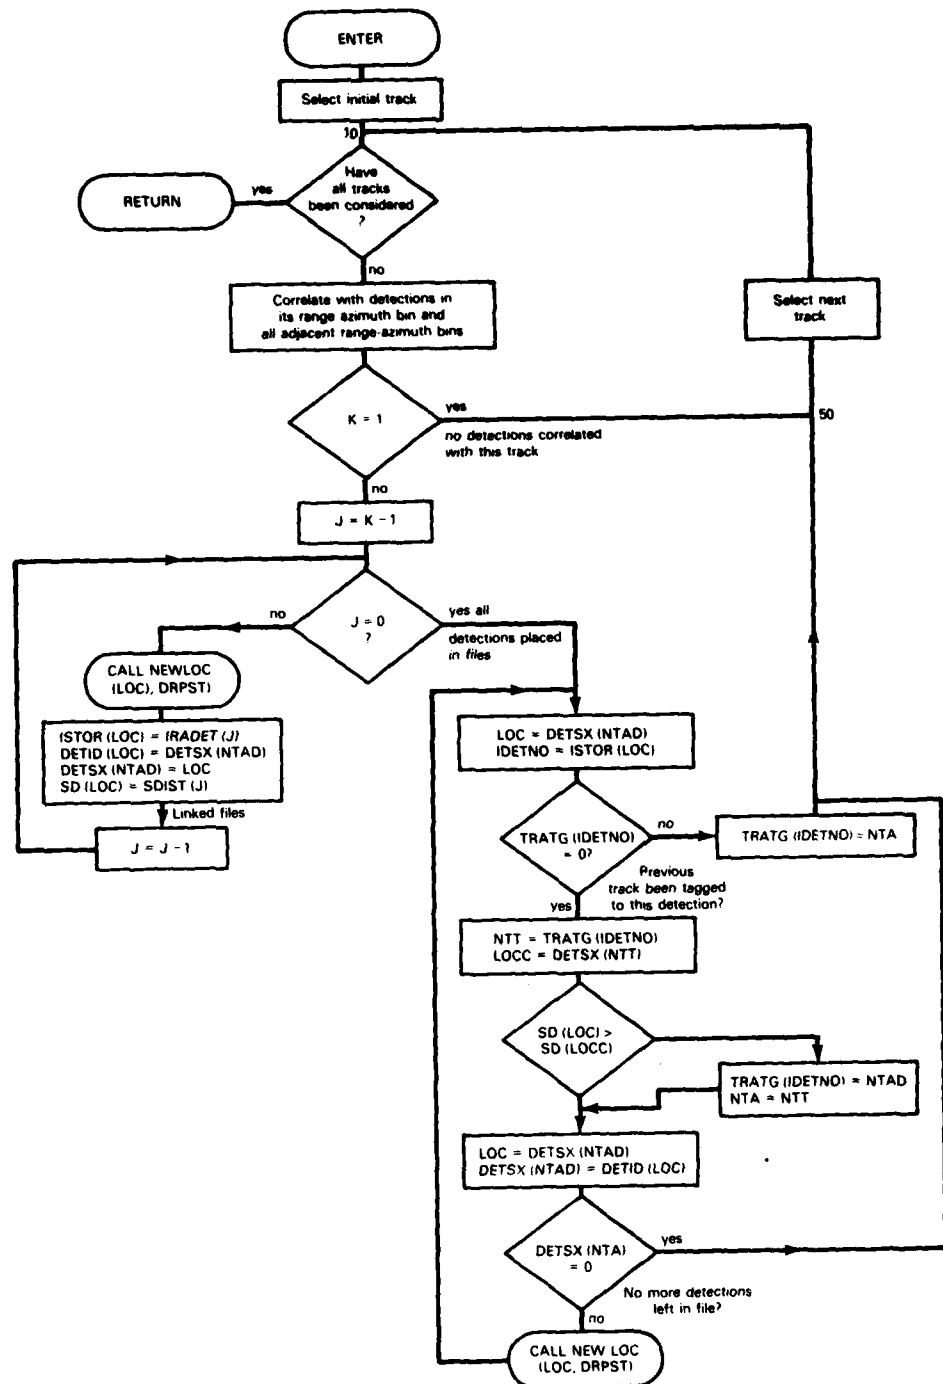 ENTER
Select initial track
10
Have
all tracks
been considered
?
yes
RETURN
no
Correlate with detections in
its range azimuth bin and
all adjacent range-azimuth bins
Select next
track
K = 1
yes
no detections correlated
with this track
50
no
J = K - 1
J = 0
?
no
yes all
detections placed
in files
CALL NEWLOC
(LOC), DRPST)
ISTOR (LOC) = IRADET (J)
DETID (LOC) = DETSX (NTAD)
DETSX (NTAD) = LOC
SD (LOC) = SDIST (J)
Linked files
J = J - 1
LOC = DETSX (NTAD)
IDETNO = ISTOR (LOC)
TRATG (IDETNO)
= 0?
no
TRATG (IDETNO) = NTA
Previous
track been tagged
to this detection?
yes
NTT = TRATG (IDETNO)
LOCC = DETSX (NTT)
SD (LOC) >
SD (LOCC)
TRATG (IDETNO) = NTAD
NTA = NTT
LOC = DETSX (NTAD)
DETSX (NTAD) = DETID (LOC)
DETSX (NTA)
= 0
yes
No more detections
left in file?
no
CALL NEW LOC
(LOC, DRPST)